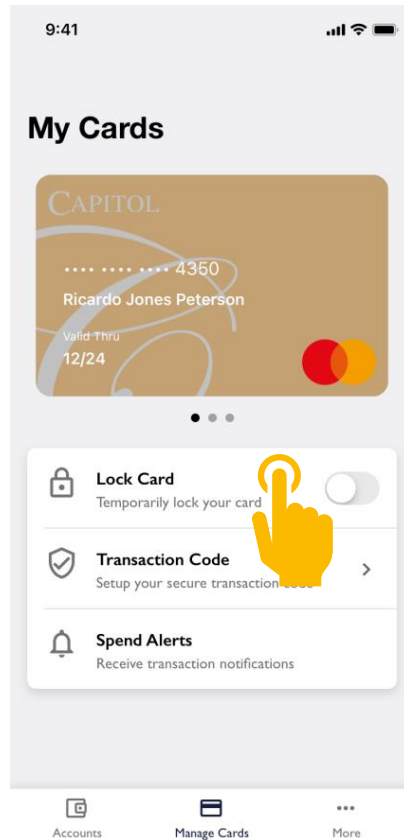 9:41
My Cards
CAPITOL
•••• •••• •••• 4350
Ricardo Jones Peterson
Valid Thru
12/24
Lock Card
Temporarily lock your card
Transaction Code
Setup your secure transaction code
Spend Alerts
Receive transaction notifications
Accounts Manage Cards More